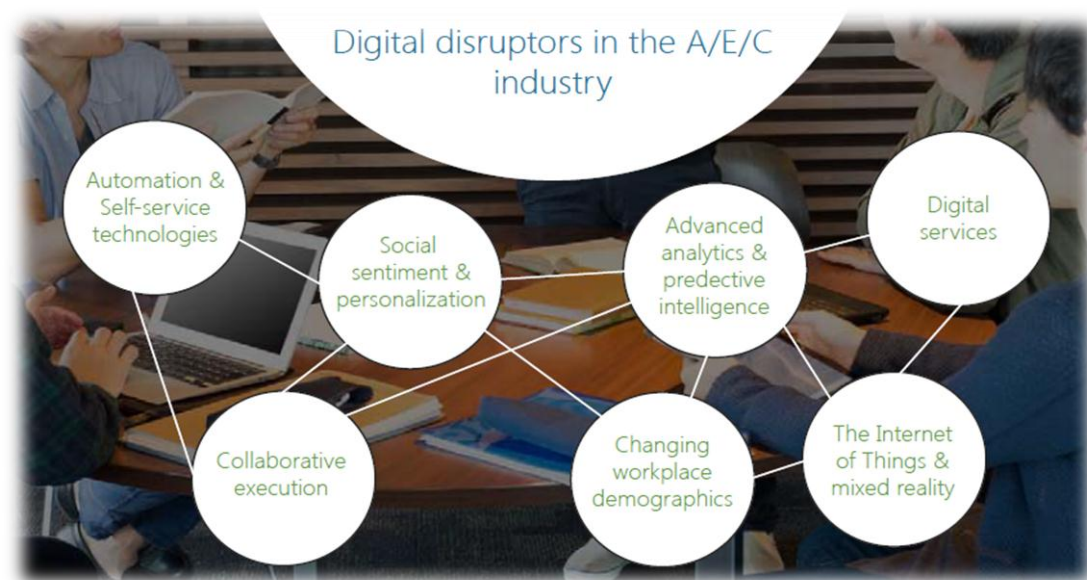 Digital disruptors in the A/E/C
industry
Automation &
Self-service
technologies
Social
sentiment &
personalization
Advanced
analytics &
predective
intelligence
Digital
services
Collaborative
execution
Changing
workplace
demographics
The Internet
of Things &
mixed reality